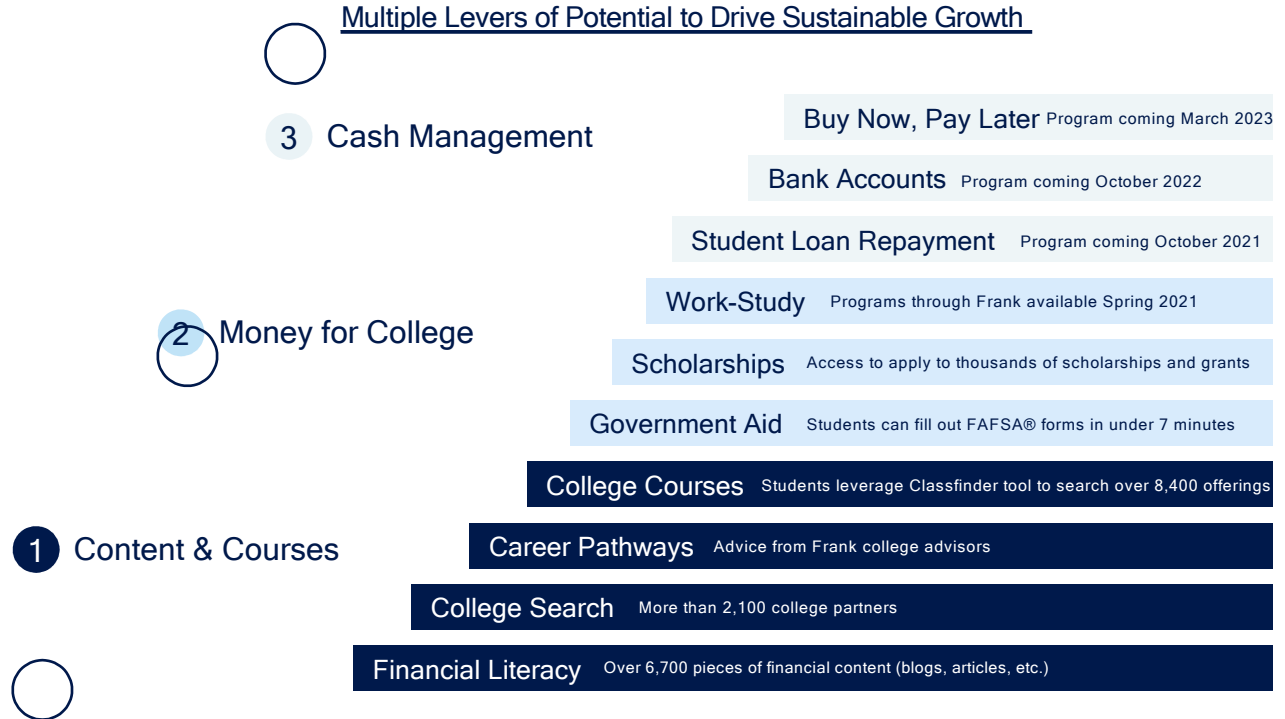 Multiple Levers of Potential to Drive Sustainable Growth
3 Cash Management
Buy Now, Pay Later Program coming March 2023
Bank Accounts Program coming October 2022
Student Loan Repayment Program coming October 2021
2 Money for College
Work-Study Programs through Frank available Spring 2021
Scholarships Access to apply to thousands of scholarships and grants
Government Aid Students can fill out FAFSA® forms in under 7 minutes
1 Content & Courses
College Courses Students leverage Classfinder tool to search over 8,400 offerings
Career Pathways Advice from Frank college advisors
College Search More than 2,100 college partners
Financial Literacy Over 6,700 pieces of financial content (blogs, articles, etc.)